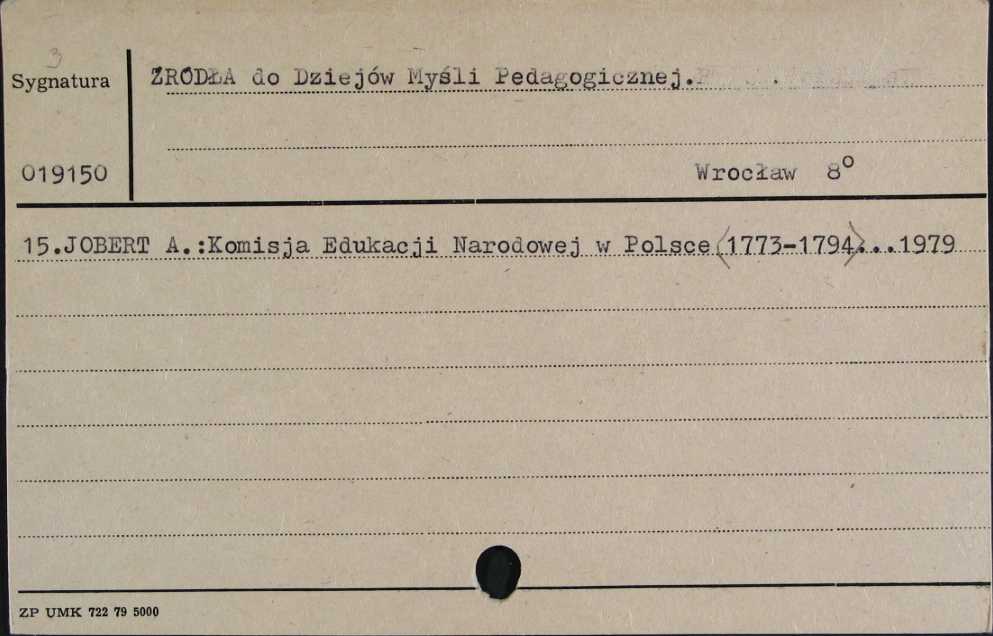 3
Sygnatura
ŹRÓDŁA do Dziejów Myśli Pedagogicznej.
019150
Wrocław 8°
15.JOBERT A.:Komisja Edukacji Narodowej w Polsce⟨1773-1794⟩...1979
ZP UMK 722 79 5000